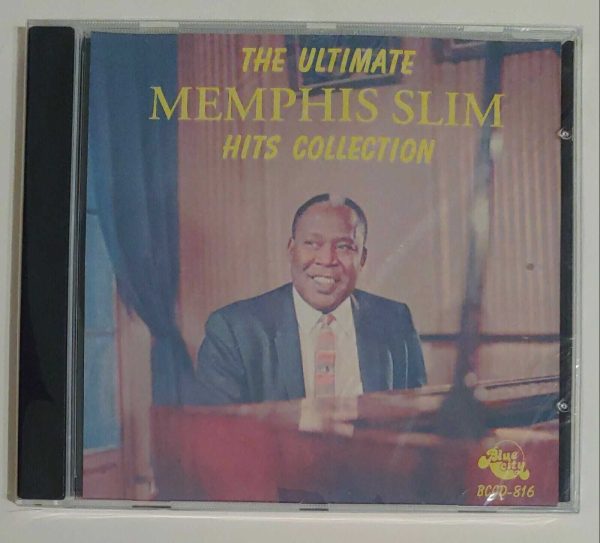 THE ULTIMATE
MEMPHIS SLIM
HITS COLLECTION
Blue
city
BCCD-816